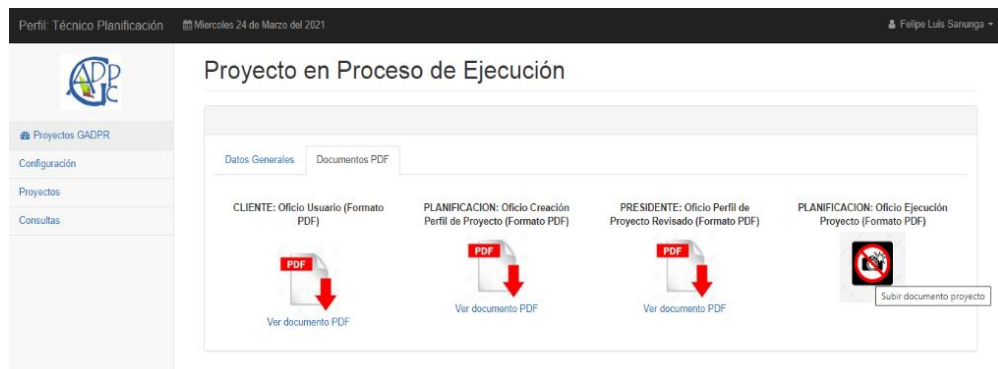 Perfil: Técnico Planificación
Miercoles 24 de Marzo del 2021
Felipe Luis Sanunga
Proyecto en Proceso de Ejecución
Proyectos GADPR
Configuración
Proyectos
Consultas
Datos Generales
Documentos PDF
CLIENTE: Oficio Usuario (Formato
PDF)
PDF
Ver documento PDF
PLANIFICACION: Oficio Creación
Perfil de Proyecto (Formato PDF)
PDF
Ver documento PDF
PRESIDENTE: Oficio Perfil de
Proyecto Revisado (Formato PDF)
PDF
Ver documento PDF
PLANIFICACION: Oficio Ejecución
Proyecto (Formato PDF)
Subir documento proyecto